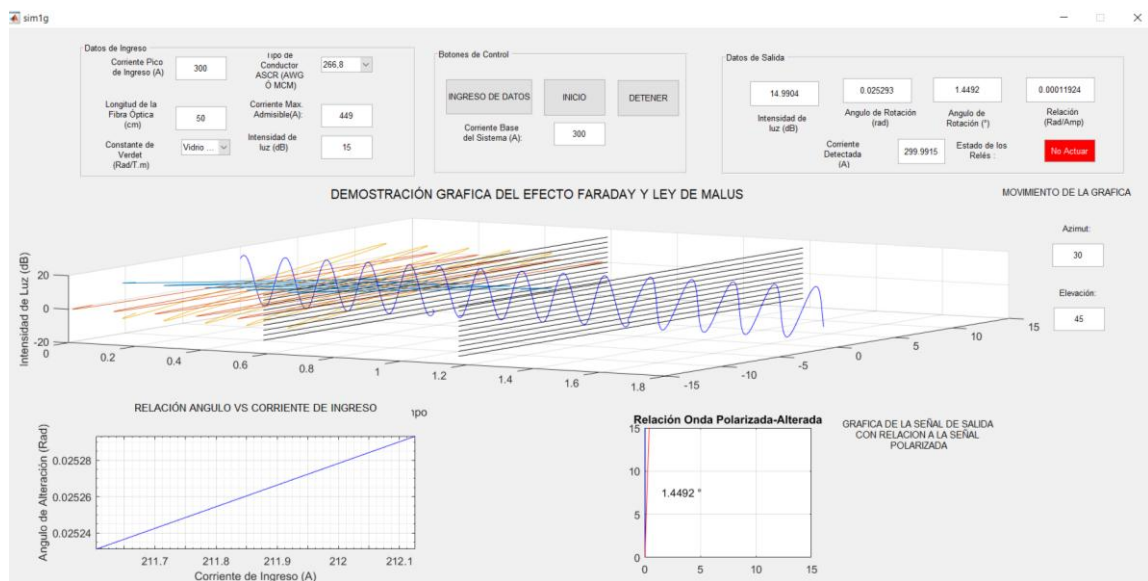 sim1g
Datos de Ingreso
Corriente Pico
de Ingreso (A)
300
Tipo de
Conductor
ASCR (AWG
Ó MCM)
266,8
Longitud de la
Fibra Óptica
(cm)
50
Corriente Max.
Admisible(A):
449
Constante de
Verdet
(Rad/T.m)
Vidrio ...
Intensidad de
luz (dB)
15
Botones de Control
INGRESO DE DATOS
INICIO
DETENER
Corriente Base
del Sistema (A):
300
Datos de Salida
14.9904
0.025293
1.4492
0.00011924
Intensidad de
luz (dB)
Angulo de Rotación
(rad)
Angulo de
Rotación (°)
Relación
(Rad/Amp)
Corriente
Detectada
(A)
299.9915
Estado de los
Relés :
No Actuar
DEMOSTRACIÓN GRAFICA DEL EFECTO FARADAY Y LEY DE MALUS
MOVIMIENTO DE LA GRAFICA
Azimut:
30
Elevación:
45
Intensidad de Luz (dB)
20
0
-20
0
0.2
0.4
0.6
0.8
1
1.2
1.4
1.6
1.8
-15
-10
-5
0
5
10
15
RELACIÓN ANGULO VS CORRIENTE DE INGRESO
Angulo de Alteración (Rad)
0.02528
0.02526
0.02524
211.7
211.8
211.9
212
212.1
Corriente de Ingreso (A)
Relación Onda Polarizada-Alterada
15
10
5
0
1.4492 °
0
5
10
15
GRAFICA DE LA SEÑAL DE SALIDA
CON RELACION A LA SEÑAL
POLARIZADA